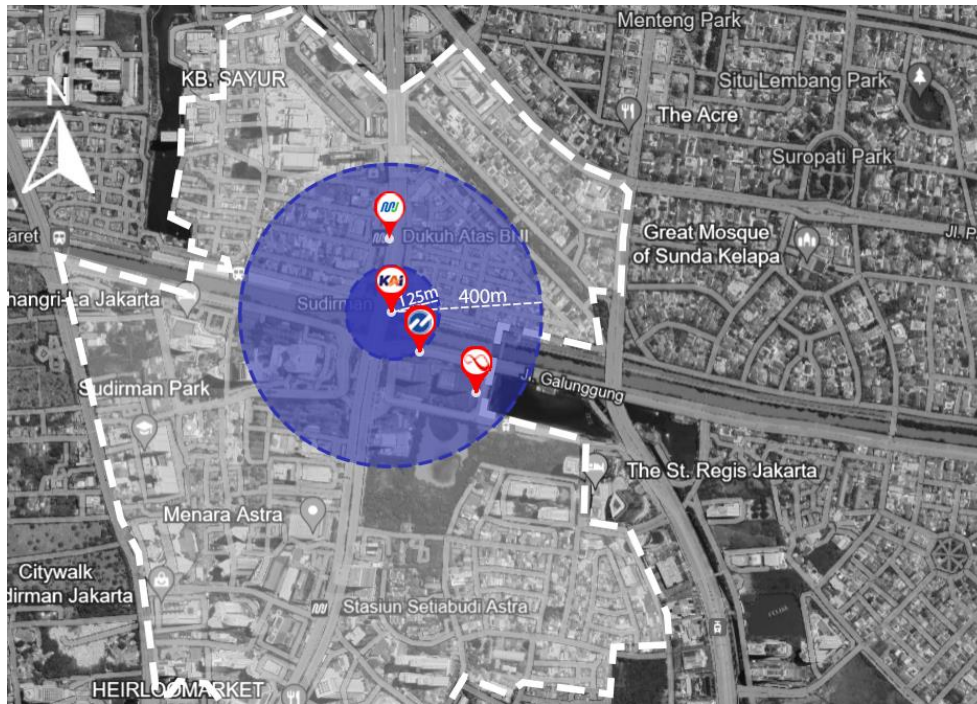 Menteng Park
KB. SAYUR
Situ Lembang Park
N
The Acre
Suropati Park
Dukuh Atas BNI
Great Mosque
of Sunda Kelapa
Jl. P
aret
KAI
125m
400m
hangri-La Jakarta
Sudirman
Jl. Galunggung
Sudirman Park
The St. Regis Jakarta
Menara Astra
Citywalk
dirman Jakarta
Stasiun Setiabudi Astra
HEIRLOOMARKET